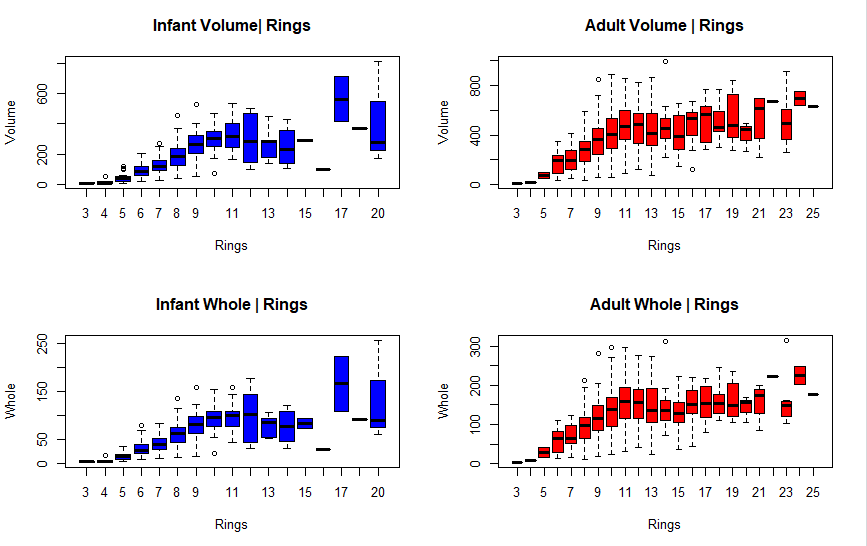 Infant Volume| Rings
Volume
0 200 600
3 4 5 6 7 8 9 11 13 15 17 20
Rings
Adult Volume | Rings
Volume
0 400 800
3 5 7 9 11 13 15 17 19 21 23 25
Rings
Infant Whole | Rings
Whole
0 50 150 250
3 4 5 6 7 8 9 11 13 15 17 20
Rings
Adult Whole | Rings
Whole
0 100 200 300
3 5 7 9 11 13 15 17 19 21 23 25
Rings